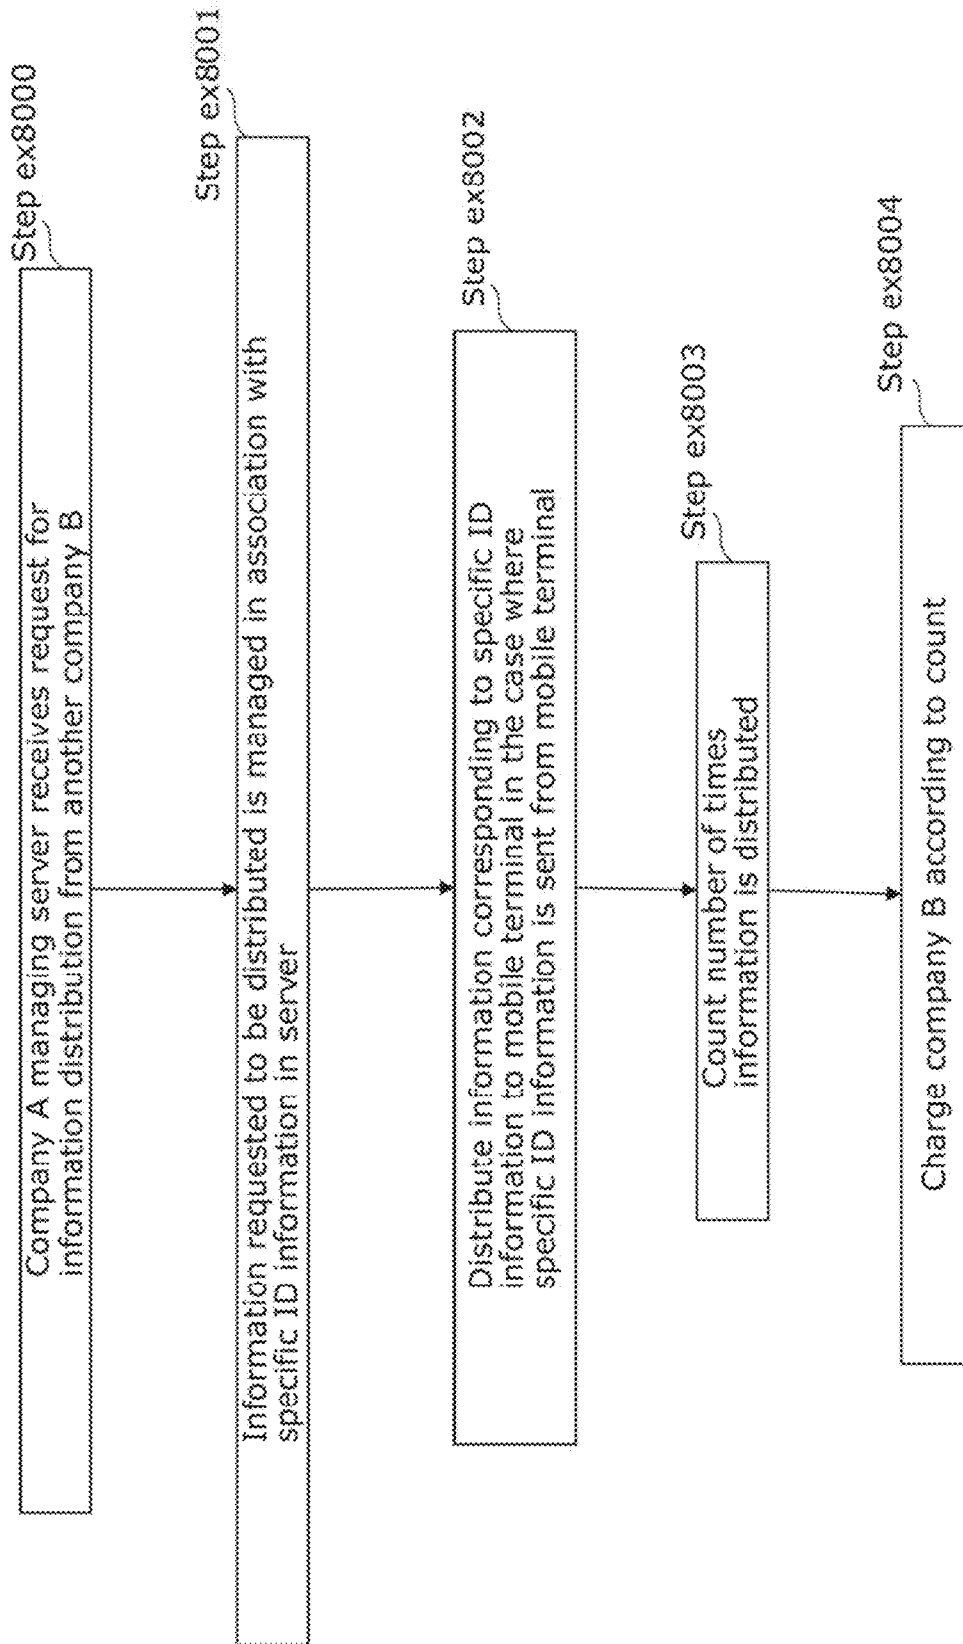 Step ex8000
Company A managing server receives request for
information distribution from another company B
Step ex8001
Information requested to be distributed is managed in association with
specific ID information in server
Step ex8002
Distribute information corresponding to specific ID
information to mobile terminal in the case where
specific ID information is sent from mobile terminal
Step ex8003
Count number of times
information is distributed
Step ex8004
Charge company B according to count